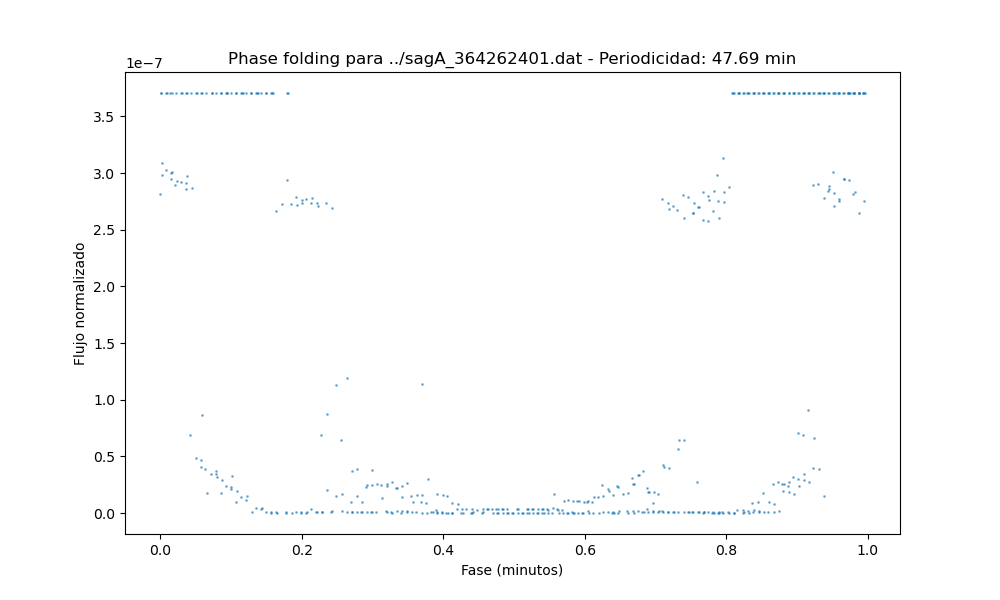 Phase folding para ../sagA_364262401.dat - Periodicidad: 47.69 min
1e−7
3.5
3.0
2.5
2.0
1.5
1.0
0.5
0.0
Flujo normalizado
0.0 0.2 0.4 0.6 0.8 1.0
Fase (minutos)